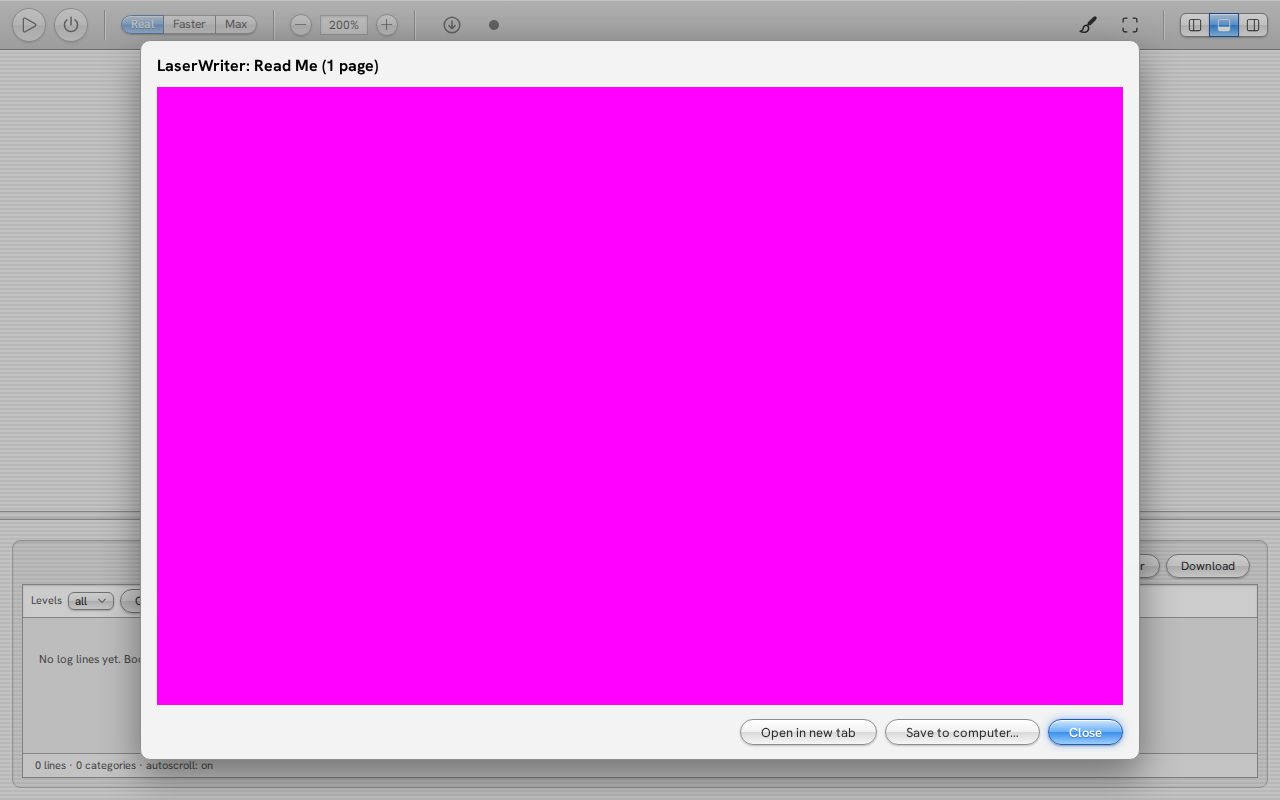 Real Faster Max 200%
LaserWriter: Read Me (1 page)
Download
Levels all
No log lines yet.
Open in new tab Save to computer... Close
0 lines · 0 categories · autoscroll: on